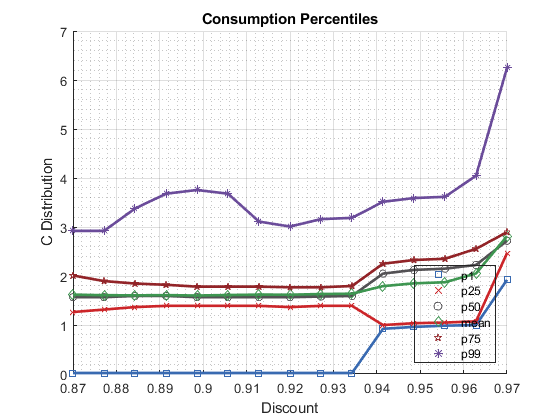 Consumption Percentiles
7
6
5
4
3
2
1
0
C Distribution
p1
p25
p50
mean
p75
p99
0.87 0.88 0.89 0.9 0.91 0.92 0.93 0.94 0.95 0.96 0.97
Discount